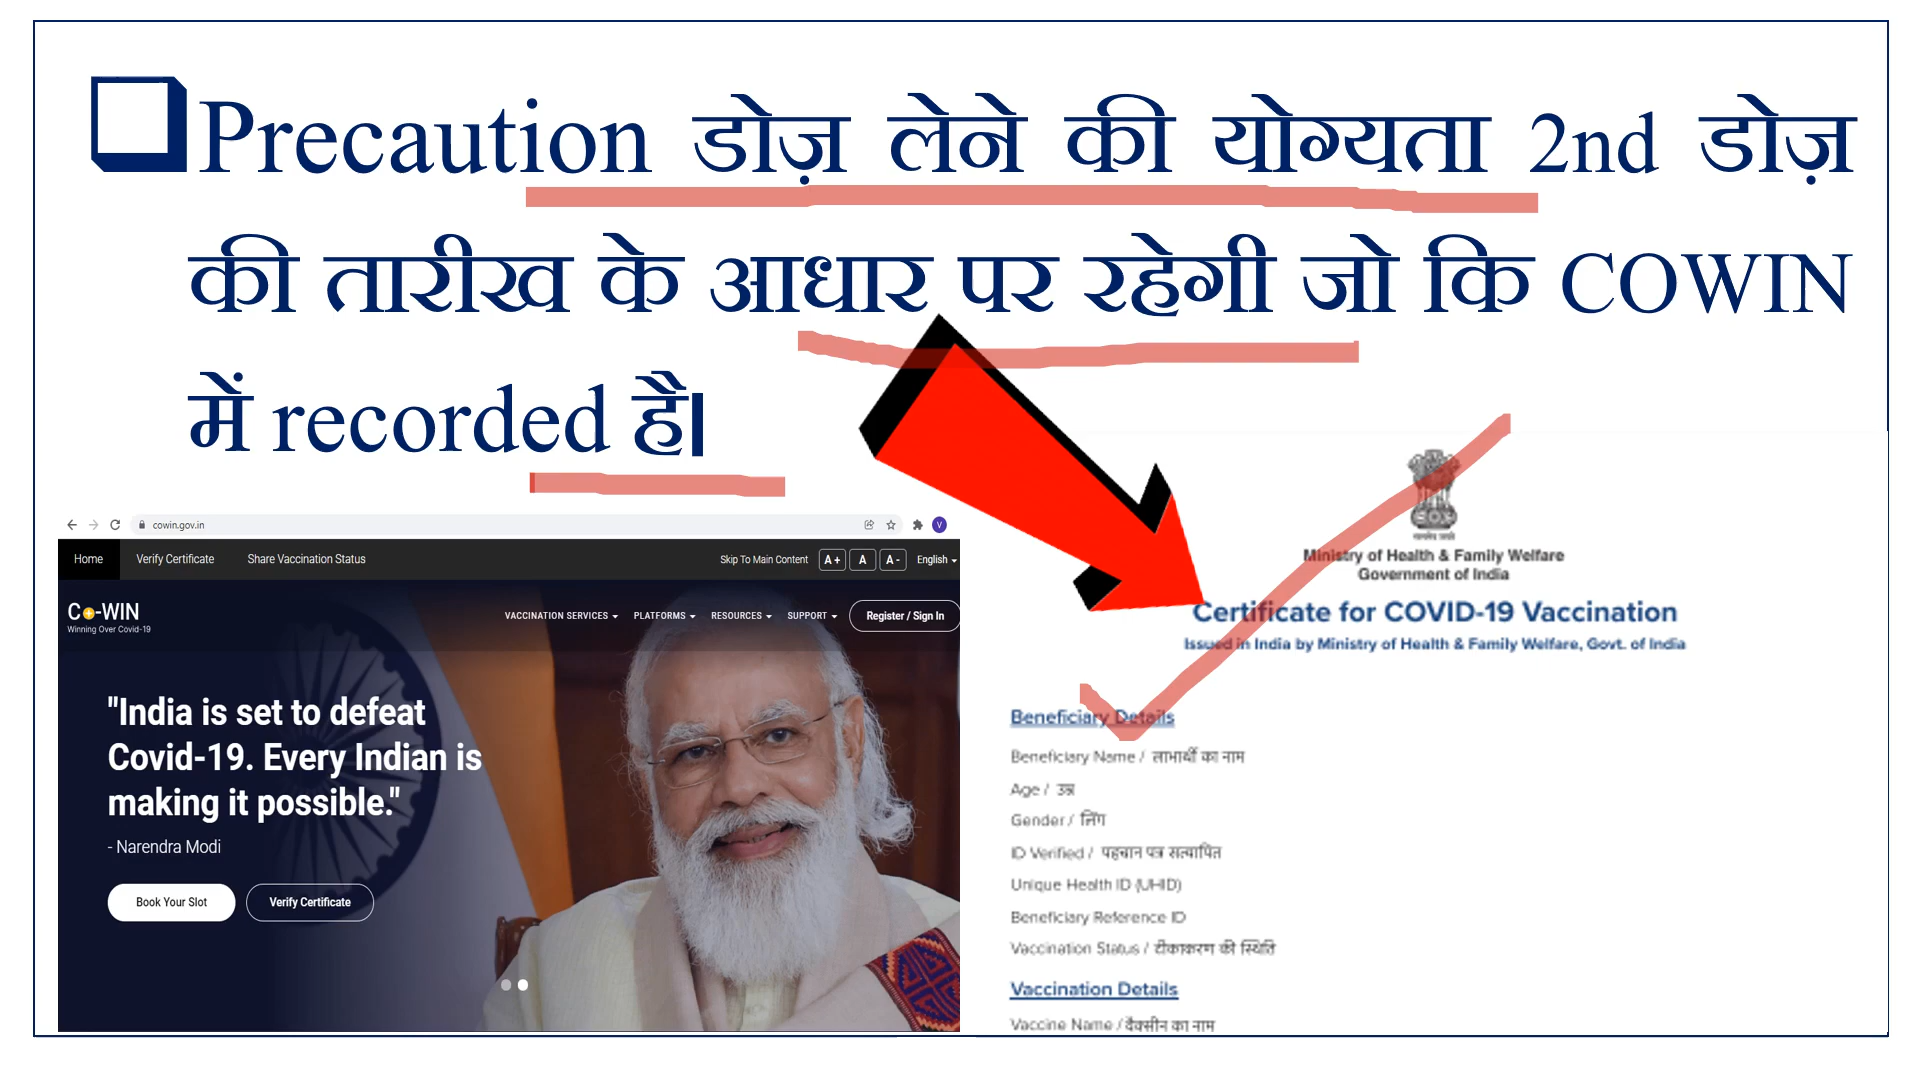 Precaution डोज़ लेने की योग्यता 2nd डोज़
की तारीख के आधार पर रहेगी जो कि COWIN
में recorded है।
cowin.gov.in
V
Home Verify Certificate Share Vaccination Status Skip To Main Content A+ A A- English
Co-WIN
Winning Over Covid-19
VACCINATION SERVICES PLATFORMS RESOURCES SUPPORT Register / Sign In
"India is set to defeat
Covid-19. Every Indian is
making it possible."
- Narendra Modi
Book Your Slot Verify Certificate
Ministry of Health & Family Welfare
Government of India
Certificate for COVID-19 Vaccination
Issued in India by Ministry of Health & Family Welfare, Govt. of India
Beneficiary Details
Beneficiary Name / लाभार्थी का नाम
Age / उम्र
Gender / लिंग
ID Verified / पहचान पत्र सत्यापित
Unique Health ID (UHID)
Beneficiary Reference ID
Vaccination Status / टीकाकरण की स्थिति
Vaccination Details
Vaccine Name / वैक्सीन का नाम